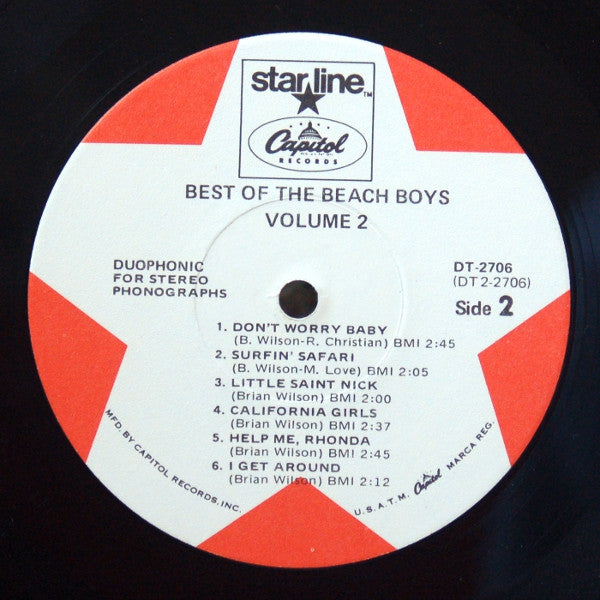 starline™
Capitol
RECORDS
BEST OF THE BEACH BOYS
VOLUME 2
DUOPHONIC
FOR STEREO
PHONOGRAPHS
DT-2706
(DT 2-2706)
Side 2
1. DON'T WORRY BABY
(B. Wilson-R. Christian) BMI 2:45
2. SURFIN' SAFARI
(B. Wilson-M. Love) BMI 2:05
3. LITTLE SAINT NICK
(Brian Wilson) BMI 2:00
4. CALIFORNIA GIRLS
(Brian Wilson) BMI 2:37
5. HELP ME, RHONDA
(Brian Wilson) BMI 2:45
6. I GET AROUND
(Brian Wilson) BMI 2:12
MFD. BY CAPITOL RECORDS, INC.
U.S.A.T.M. Capitol MARCA REG.